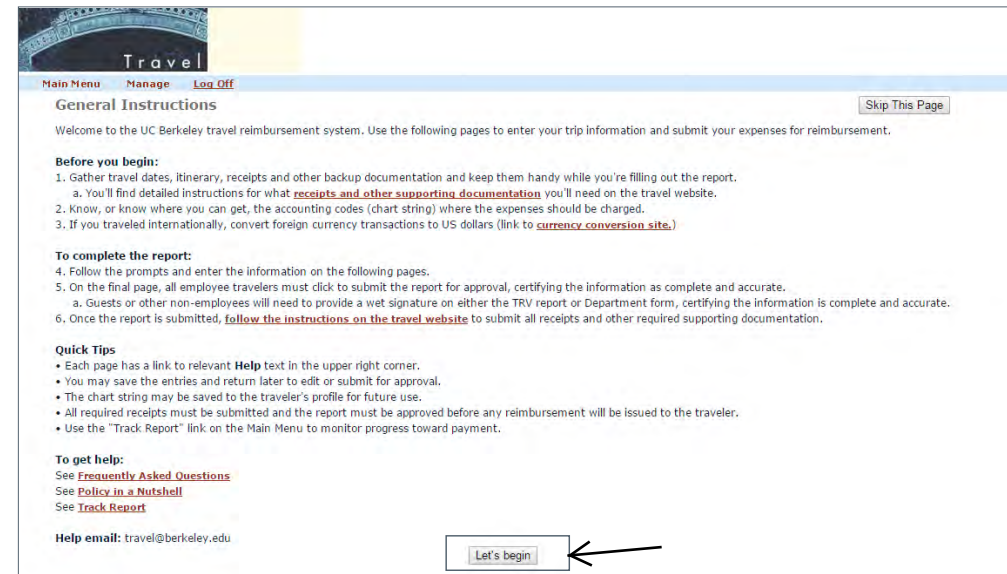 Travel
Main Menu Manage Log Off
General Instructions
Skip This Page
Welcome to the UC Berkeley travel reimbursement system. Use the following pages to enter your trip information and submit your expenses for reimbursement.
Before you begin:
1. Gather travel dates, itinerary, receipts and other backup documentation and keep them handy while you're filling out the report.
a. You'll find detailed instructions for what receipts and other supporting documentation you'll need on the travel website.
2. Know, or know where you can get, the accounting codes (chart string) where the expenses should be charged.
3. If you traveled internationally, convert foreign currency transactions to US dollars (link to currency conversion site.)
To complete the report:
4. Follow the prompts and enter the information on the following pages.
5. On the final page, all employee travelers must click to submit the report for approval, certifying the information as complete and accurate.
a. Guests or other non-employees will need to provide a wet signature on either the TRV report or Department form, certifying the information is complete and accurate.
6. Once the report is submitted, follow the instructions on the travel website to submit all receipts and other required supporting documentation.
Quick Tips
• Each page has a link to relevant Help text in the upper right corner.
• You may save the entries and return later to edit or submit for approval.
• The chart string may be saved to the traveler's profile for future use.
• All required receipts must be submitted and the report must be approved before any reimbursement will be issued to the traveler.
• Use the "Track Report" link on the Main Menu to monitor progress toward payment.
To get help:
See Frequently Asked Questions
See Policy in a Nutshell
See Track Report
Help email: travel@berkeley.edu
Let's begin